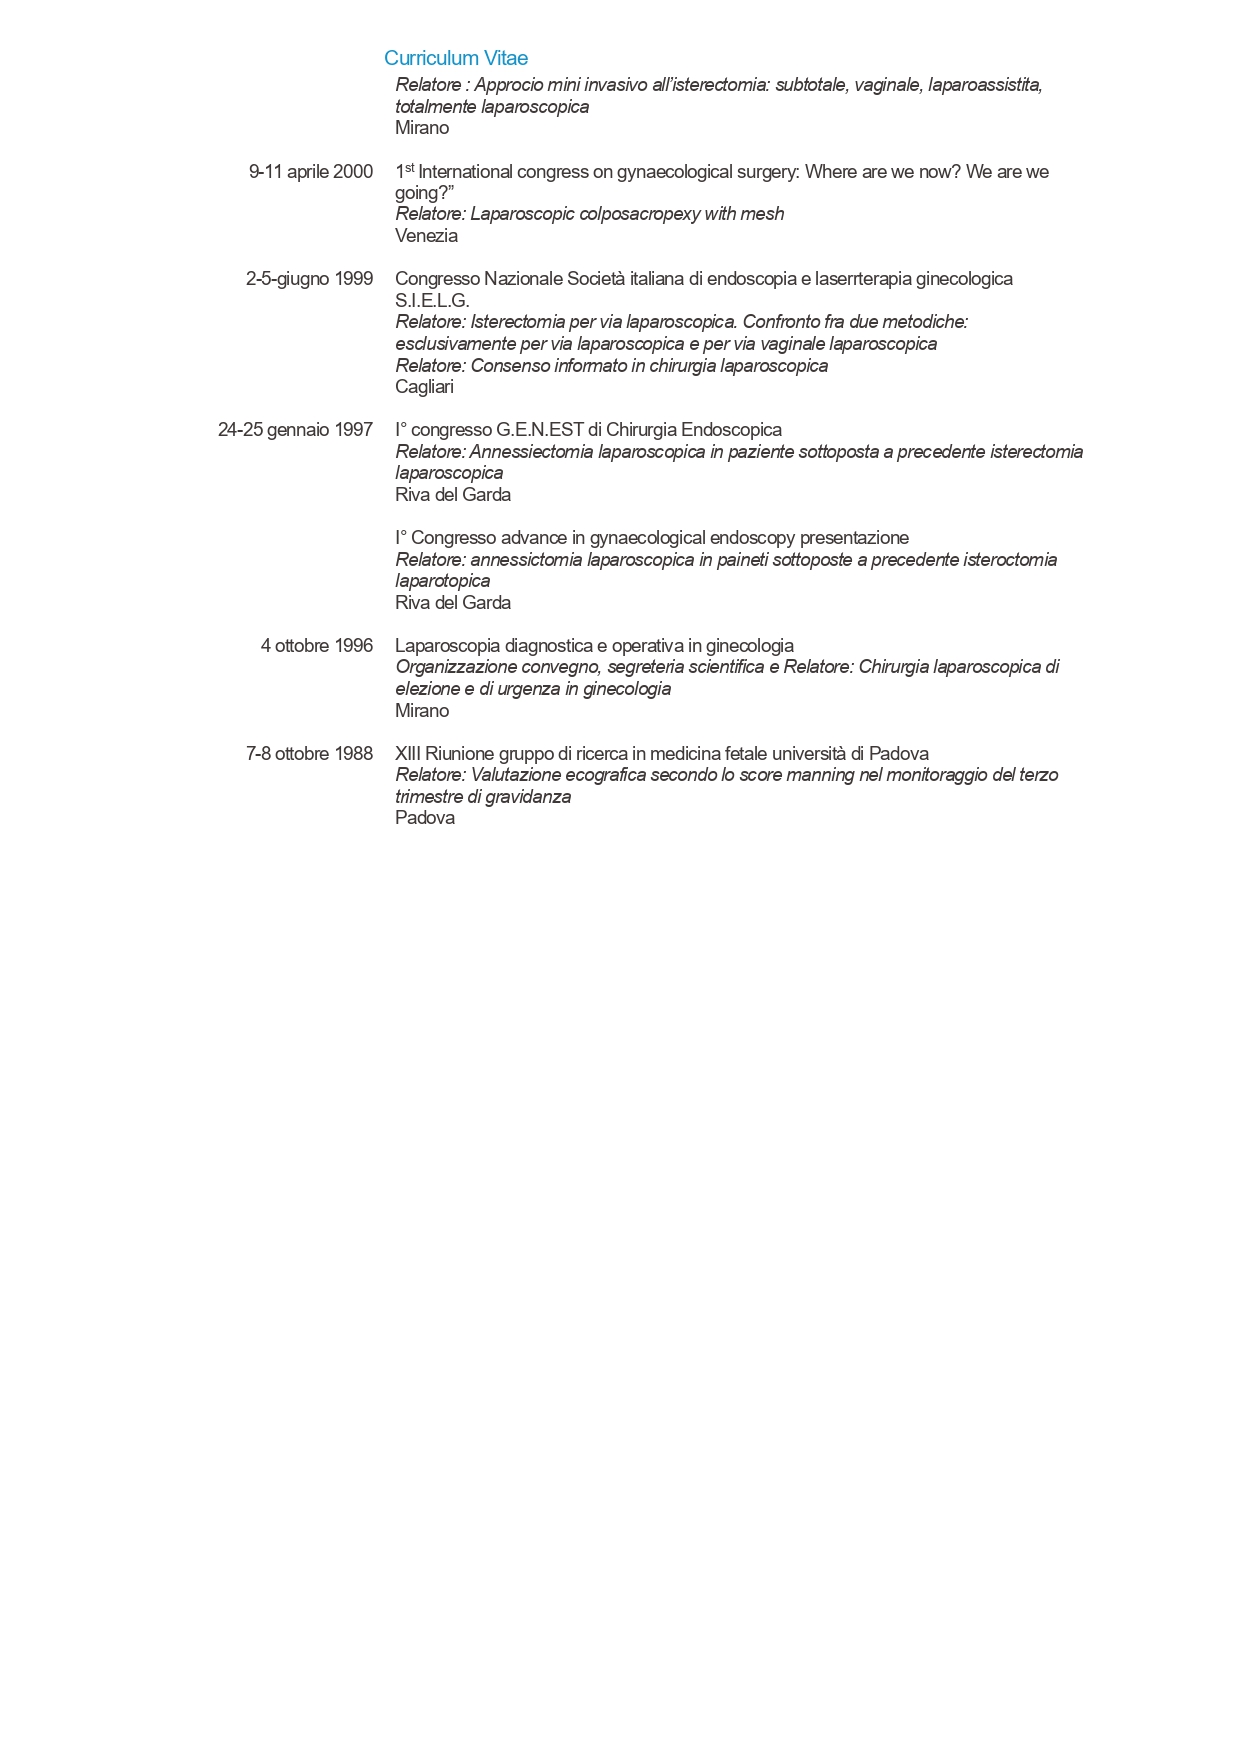 Curriculum Vitae
Relatore : Approcio mini invasivo all’isterectomia: subtotale, vaginale, laparoassistita,
totalmente laparoscopica
Mirano
9-11 aprile 2000 1st International congress on gynaecological surgery: Where are we now? We are we
going?”
Relatore: Laparoscopic colposacropexy with mesh
Venezia
2-5-giugno 1999 Congresso Nazionale Società italiana di endoscopia e laserrterapia ginecologica
S.I.E.L.G.
Relatore: Isterectomia per via laparoscopica. Confronto fra due metodiche:
esclusivamente per via laparoscopica e per via vaginale laparoscopica
Relatore: Consenso informato in chirurgia laparoscopica
Cagliari
24-25 gennaio 1997 I° congresso G.E.N.EST di Chirurgia Endoscopica
Relatore: Annessiectomia laparoscopica in paziente sottoposta a precedente isterectomia
laparoscopica
Riva del Garda
I° Congresso advance in gynaecological endoscopy presentazione
Relatore: annessictomia laparoscopica in paineti sottoposte a precedente isteroctomia
laparotopica
Riva del Garda
4 ottobre 1996 Laparoscopia diagnostica e operativa in ginecologia
Organizzazione convegno, segreteria scientifica e Relatore: Chirurgia laparoscopica di
elezione e di urgenza in ginecologia
Mirano
7-8 ottobre 1988 XIII Riunione gruppo di ricerca in medicina fetale università di Padova
Relatore: Valutazione ecografica secondo lo score manning nel monitoraggio del terzo
trimestre di gravidanza
Padova